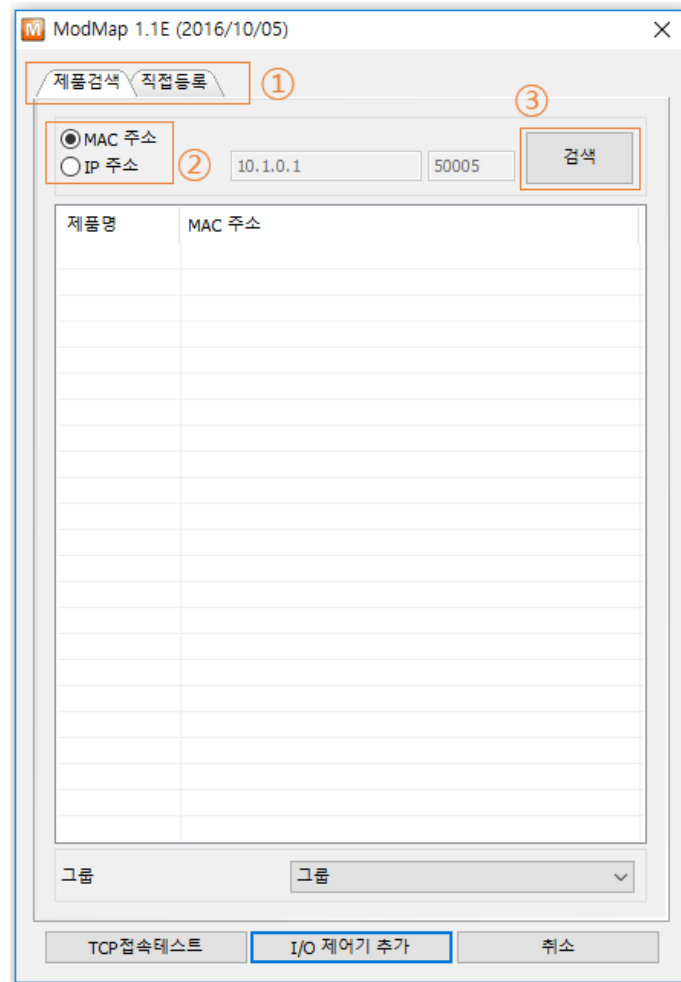 M ModMap 1.1E (2016/10/05)
제품검색 직접등록 ①
③
MAC 주소
IP 주소 ② 10.1.0.1 50005 검색
제품명 MAC 주소
그룹 그룹
TCP접속테스트 I/O 제어기 추가 취소